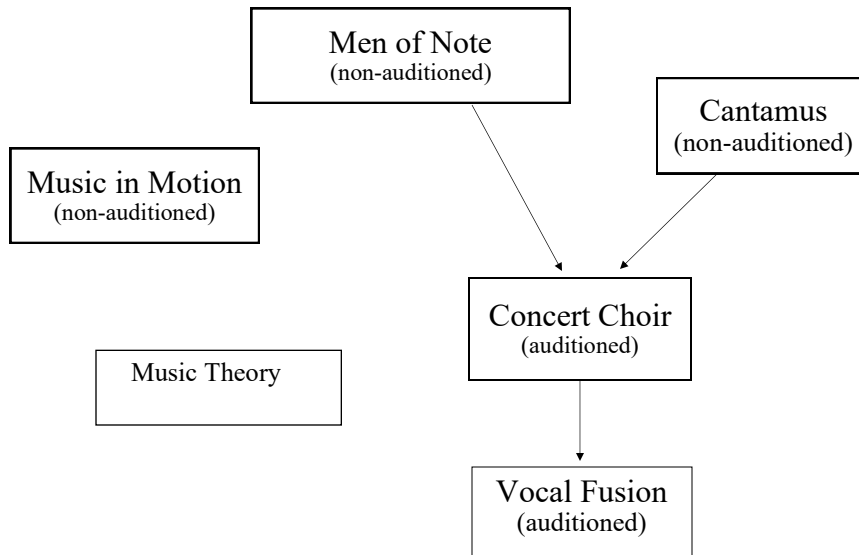 Men of Note
(non-auditioned)
Cantamus
(non-auditioned)
Music in Motion
(non-auditioned)
Concert Choir
(auditioned)
Music Theory
Vocal Fusion
(auditioned)